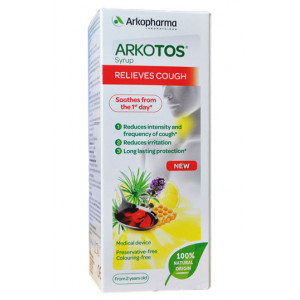 Arkopharma
LABORATOIRES
ARKOTOS®
Syrup
RELIEVES COUGH
Soothes from
the 1st day*
1 Reduces intensity and
frequency of cough*
2 Reduces irritation
3 Long lasting protection*
NEW
Medical device
Preservative-free
Colouring-free
100%
NATURAL
ORIGIN
From 2 years old